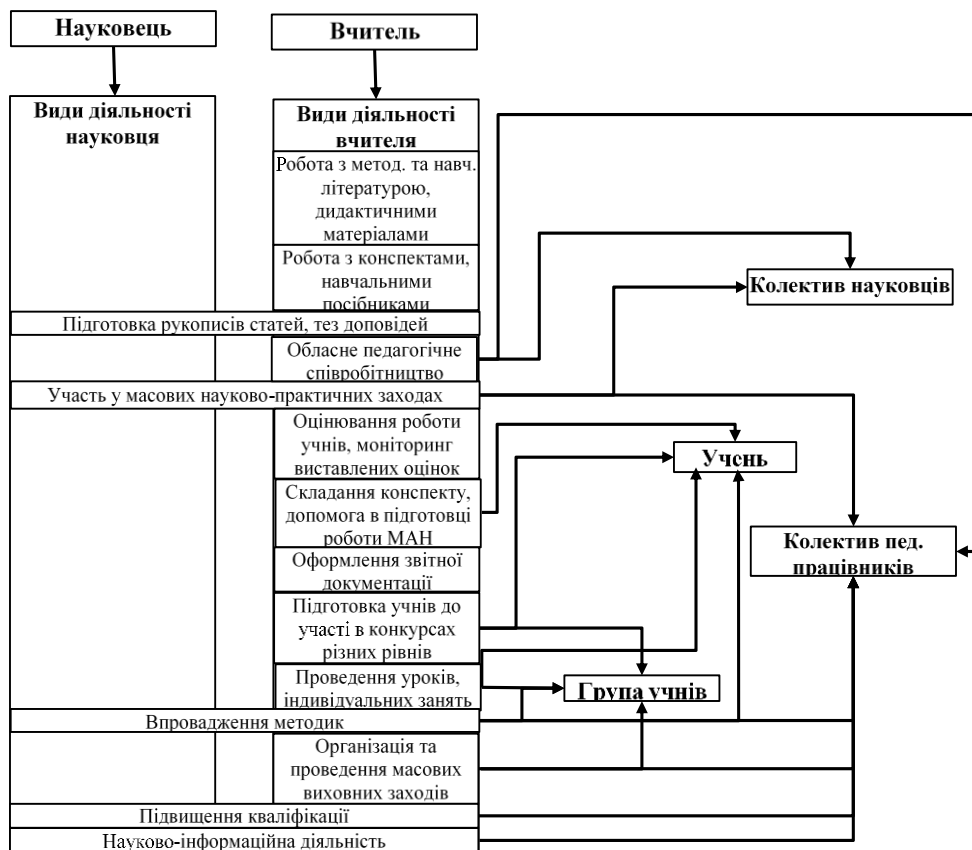 Науковець
Вчитель
Види діяльності
науковця
Види діяльності
вчителя
Робота з метод. та навч.
літературою,
дидактичними
матеріалами
Робота з конспектами,
навчальними
посібниками
Колектив науковців
Підготовка рукописів статей, тез доповідей
Обласне педагогічне
співробітництво
Участь у масових науково-практичних заходах
Оцінювання роботи
учнів, моніторинг
виставлених оцінок
Учень
Складання конспекту,
допомога в підготовці
роботи МАН
Колектив пед.
працівників
Оформлення звітної
документації
Підготовка учнів до
участі в конкурсах
різних рівнів
Проведення уроків,
індивідуальних занять
Група учнів
Впровадження методик
Організація та
проведення масових
виховних заходів
Підвищення кваліфікації
Науково-інформаційна діяльність